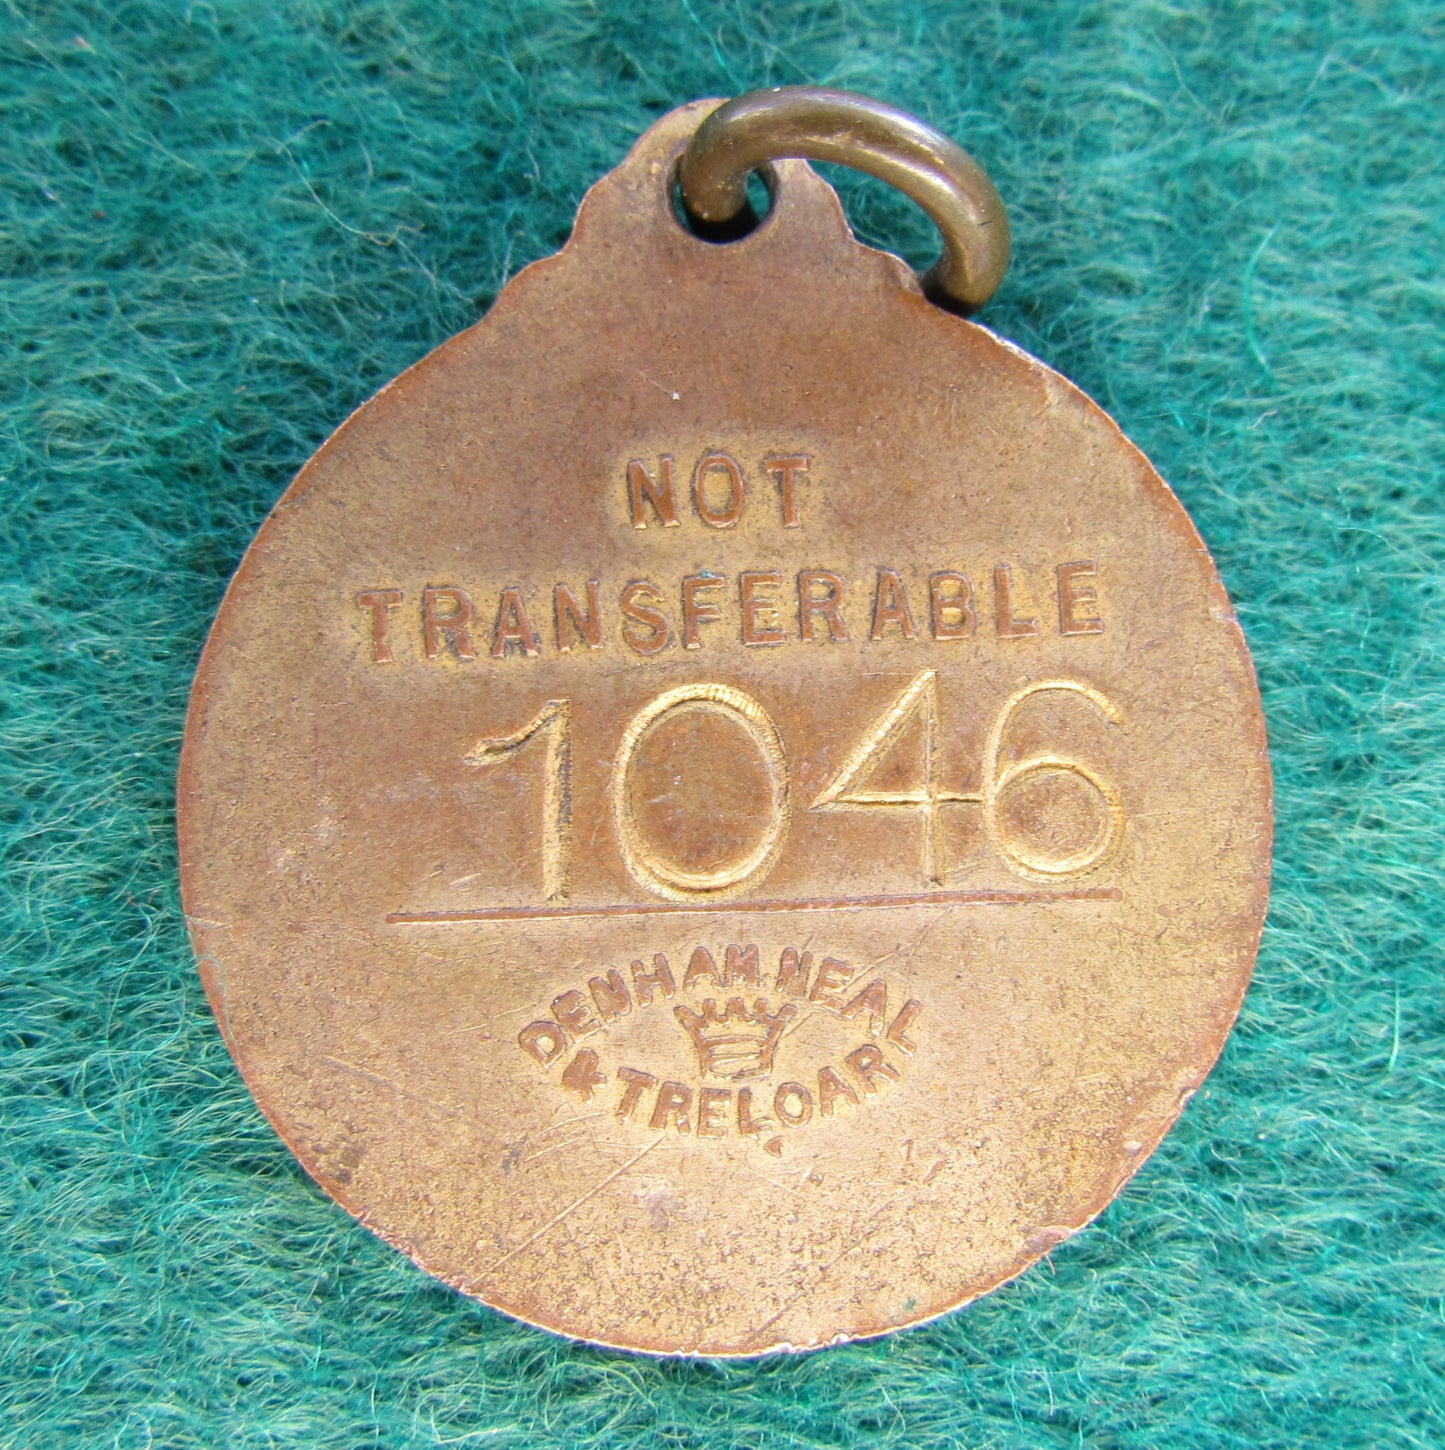 NOT
TRANSFERABLE
1046
DENHAM.NEAL
& TRELOAR